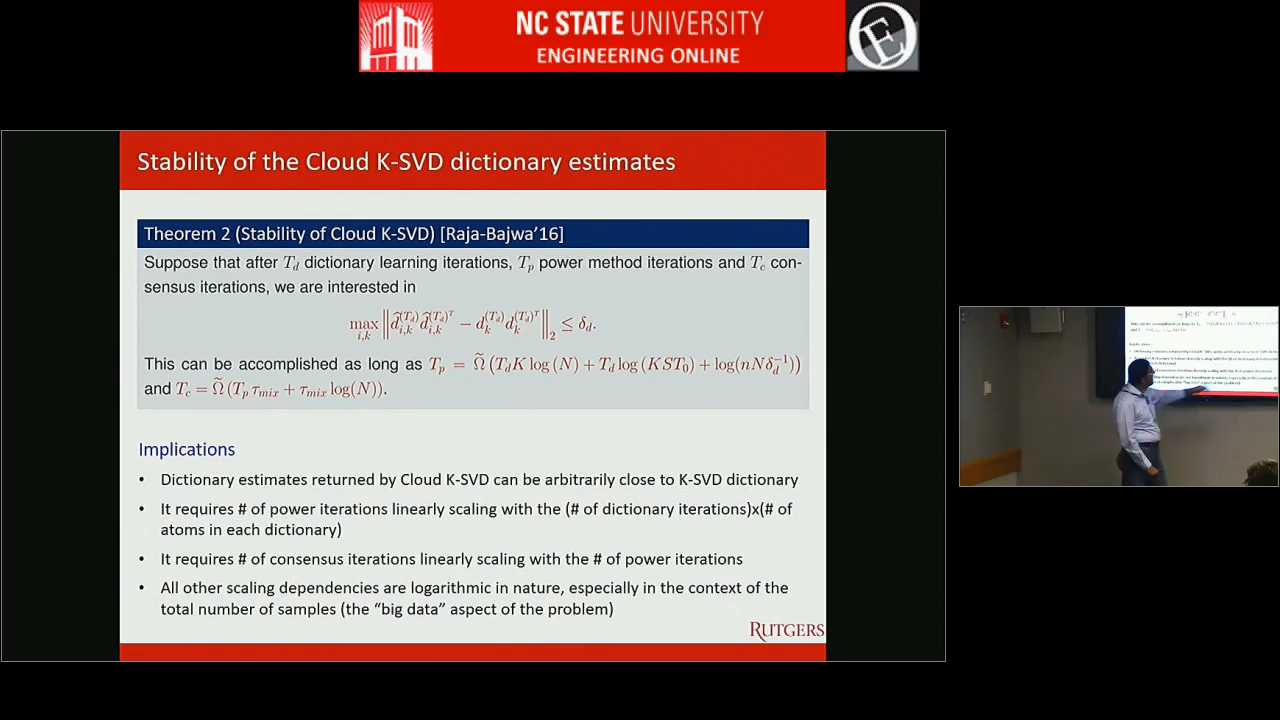 NC STATE UNIVERSITY
ENGINEERING ONLINE
Stability of the Cloud K-SVD dictionary estimates
Theorem 2 (Stability of Cloud K-SVD) [Raja-Bajwa'16]
Suppose that after T_d dictionary learning iterations, T_p power method iterations and T_c con-
sensus iterations, we are interested in
max_{i,k} ‖d̂_{i,k}^{(T_d)} d̂_{i,k}^{(T_d)^T} − d_k^{(T_d)} d_k^{(T_d)^T}‖_2 ≤ δ_d.
This can be accomplished as long as T_p = Ω̃(T_d K log(N) + T_d log(KST_0) + log(nNδ_d^{-1}))
and T_c = Ω̃(T_p τ_{mix} + τ_{mix} log(N)).
Implications
• Dictionary estimates returned by Cloud K-SVD can be arbitrarily close to K-SVD dictionary
• It requires # of power iterations linearly scaling with the (# of dictionary iterations)x(# of
atoms in each dictionary)
• It requires # of consensus iterations linearly scaling with the # of power iterations
• All other scaling dependencies are logarithmic in nature, especially in the context of the
total number of samples (the "big data" aspect of the problem)
RUTGERS